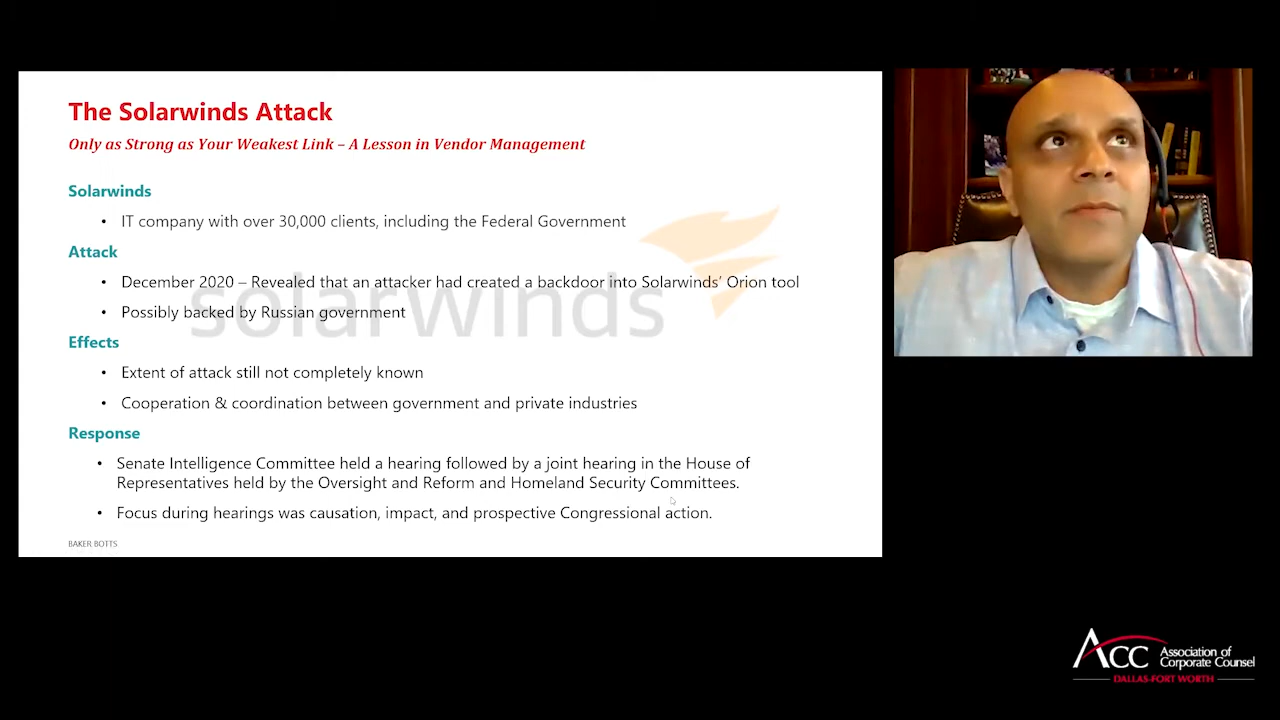 The Solarwinds Attack
Only as Strong as Your Weakest Link – A Lesson in Vendor Management
Solarwinds
• IT company with over 30,000 clients, including the Federal Government
Attack
• December 2020 – Revealed that an attacker had created a backdoor into Solarwinds' Orion tool
solarwinds
• Possibly backed by Russian government
Effects
• Extent of attack still not completely known
• Cooperation & coordination between government and private industries
Response
• Senate Intelligence Committee held a hearing followed by a joint hearing in the House of
Representatives held by the Oversight and Reform and Homeland Security Committees.
• Focus during hearings was causation, impact, and prospective Congressional action.
BAKER BOTTS
ACC
Association of
Corporate Counsel
DALLAS-FORT WORTH